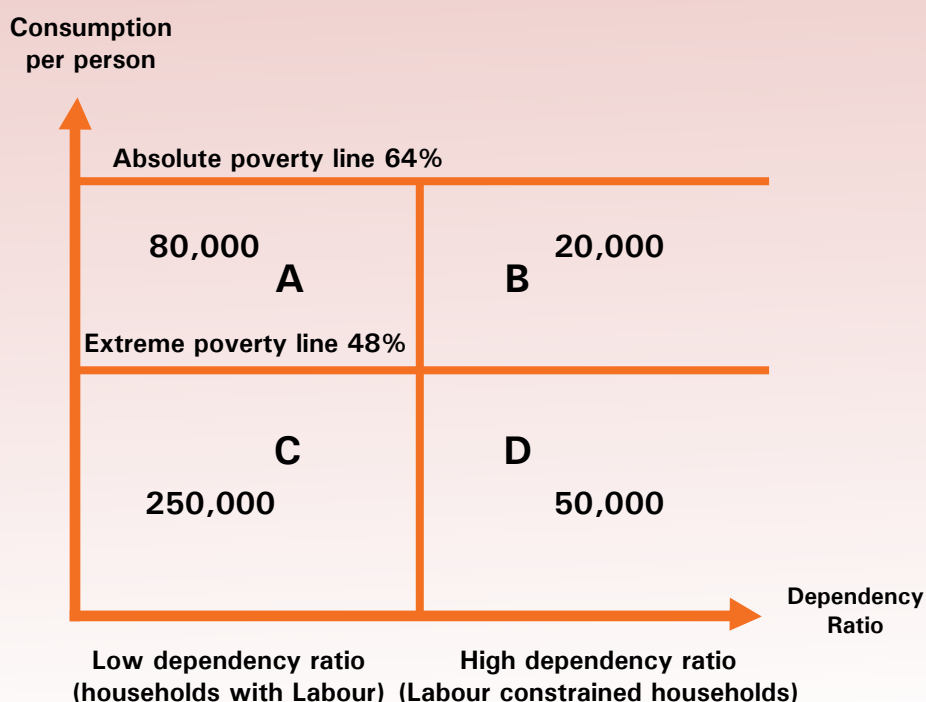 Consumption
per person
Absolute poverty line 64%
80,000
A
20,000
B
Extreme poverty line 48%
C
250,000
D
50,000
Dependency
Ratio
Low dependency ratio
(households with Labour)
High dependency ratio
(Labour constrained households)